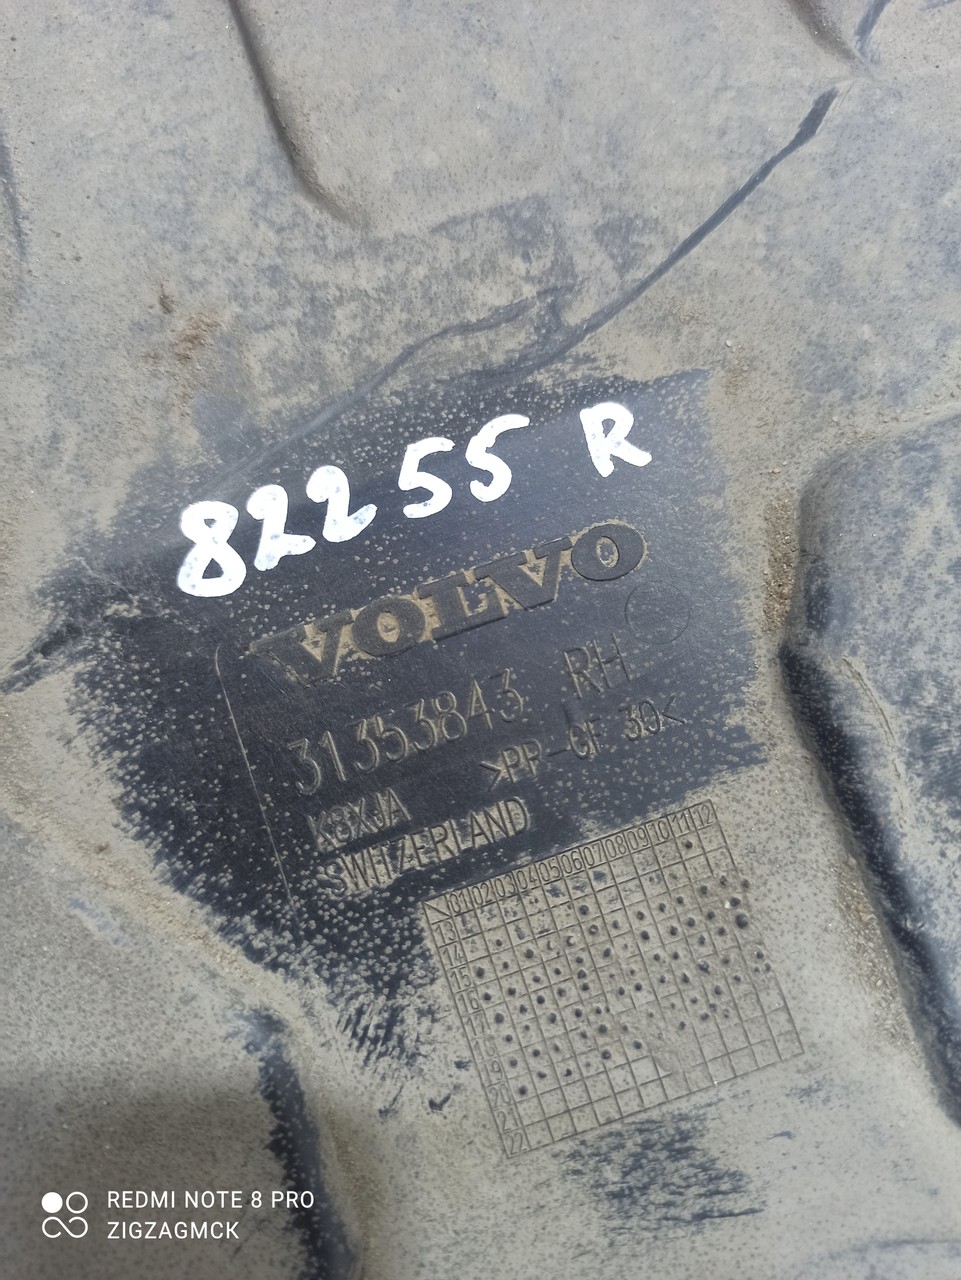 82255 R
VOLVO
31353843 RH
K8XJA >PP-GF 30<
SWITZERLAND
01 02 03 04 05 06 07 08 09 10 11 12
13
14
15
16
17
18
19
20
21
22
REDMI NOTE 8 PRO
ZIGZAGMCK